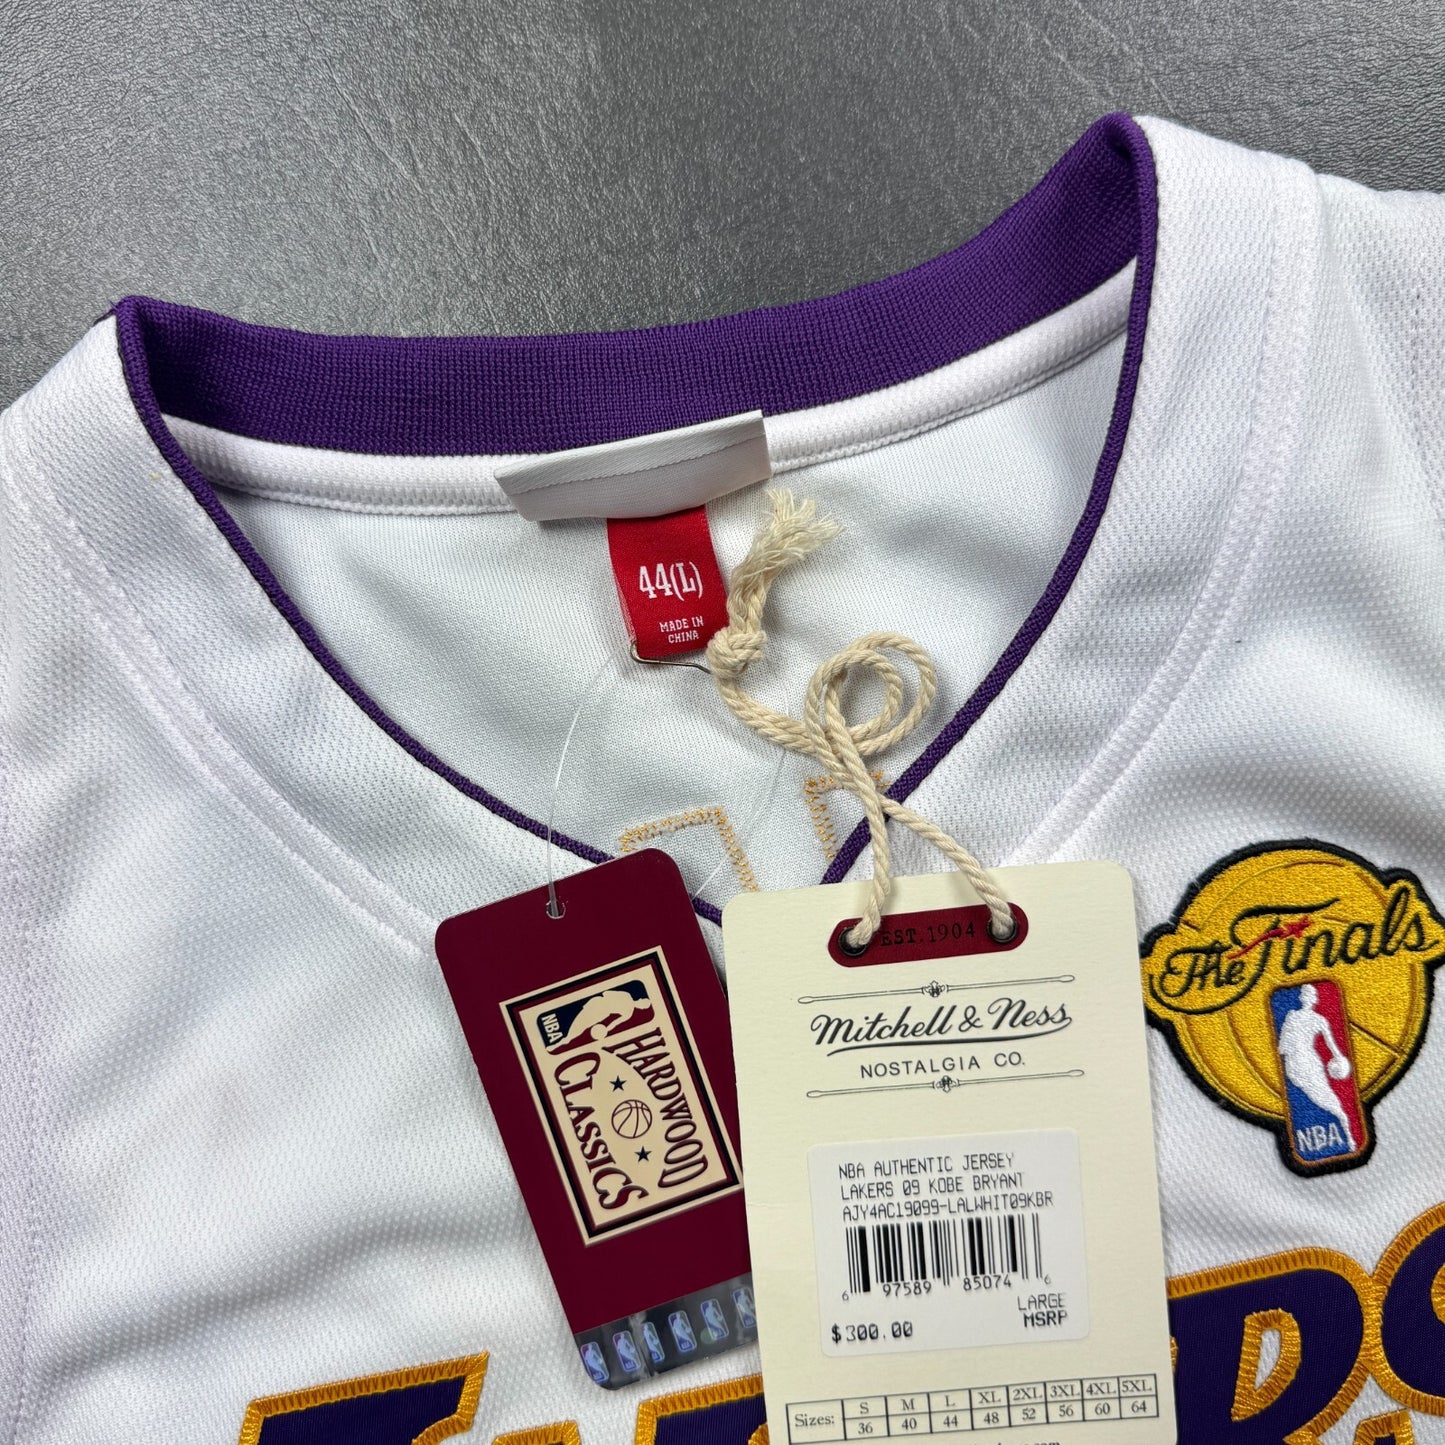 44(L)
MADE IN
CHINA
NBA
HARDWOOD
CLASSICS
EST.1904
Mitchell & Ness
NOSTALGIA CO.
NBA AUTHENTIC JERSEY
LAKERS 09 KOBE BRYANT
AJY4AC19099-LALWHIT09KBR
6 97589 85074 6
LARGE
MSRP
$300.00
Sizes: S M L XL 2XL 3XL 4XL 5XL
36 40 44 48 52 56 60 64
The Finals
NBA